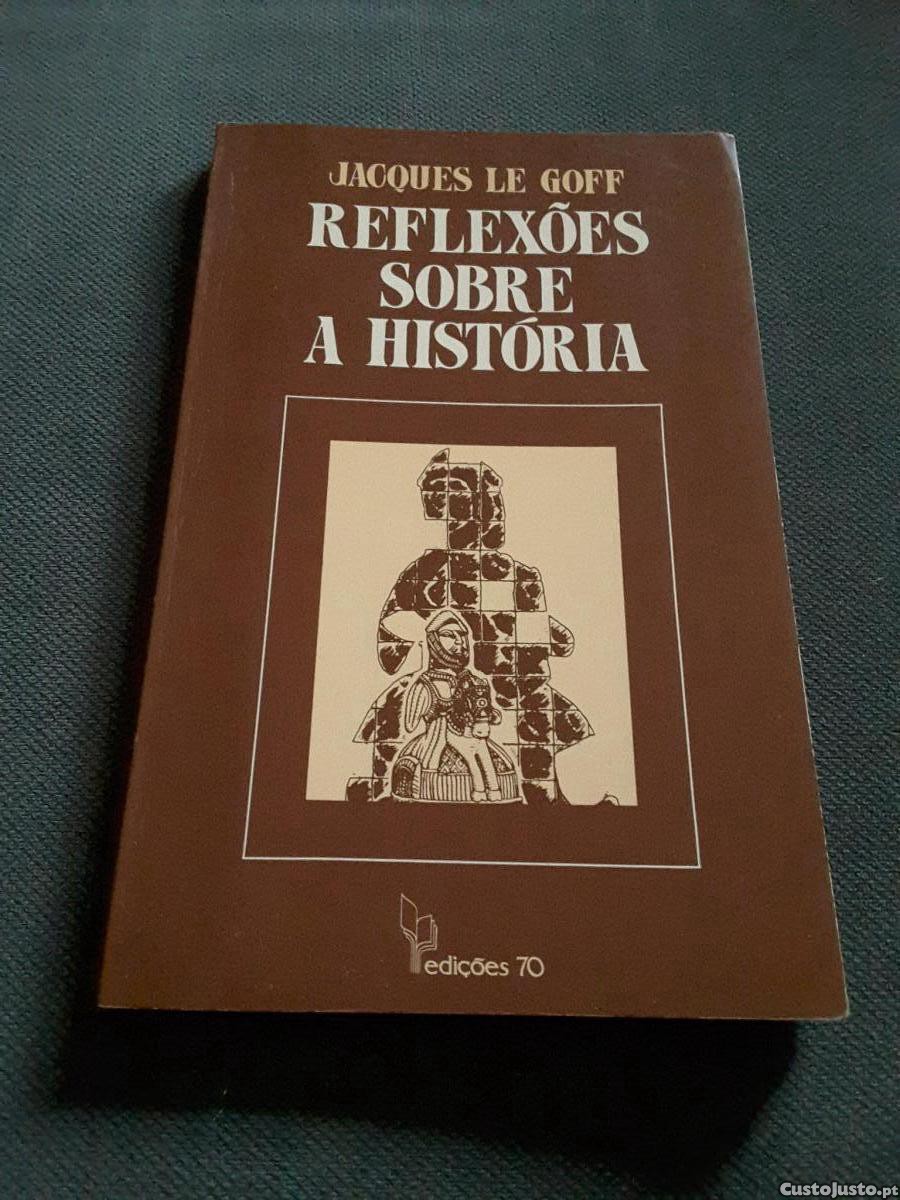 JACQUES LE GOFF
REFLEXÕES
SOBRE
A HISTÓRIA
edições 70
CustoJusto.pt